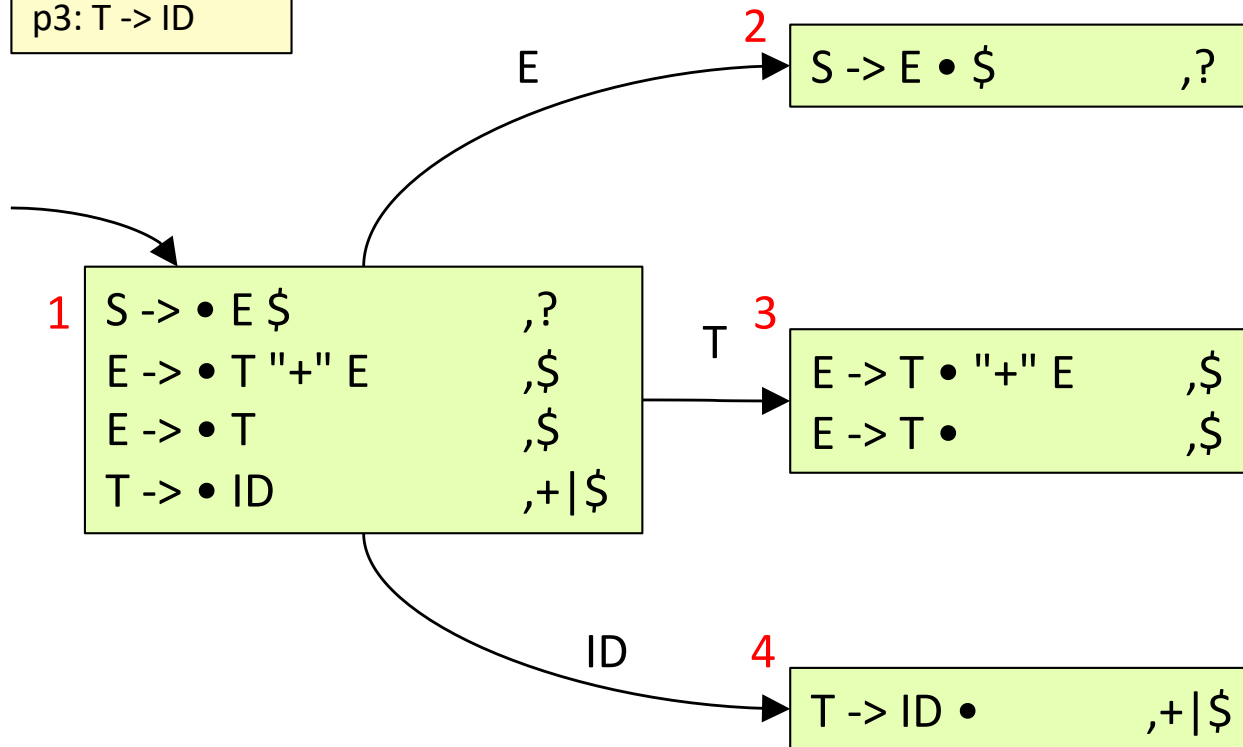 p3: T -> ID
2
E
S -> E • $ ,?
1
S -> • E $ ,?
E -> • T "+" E ,$
E -> • T ,$
T -> • ID ,+|$
T
3
E -> T • "+" E ,$
E -> T • ,$
ID
4
T -> ID • ,+|$